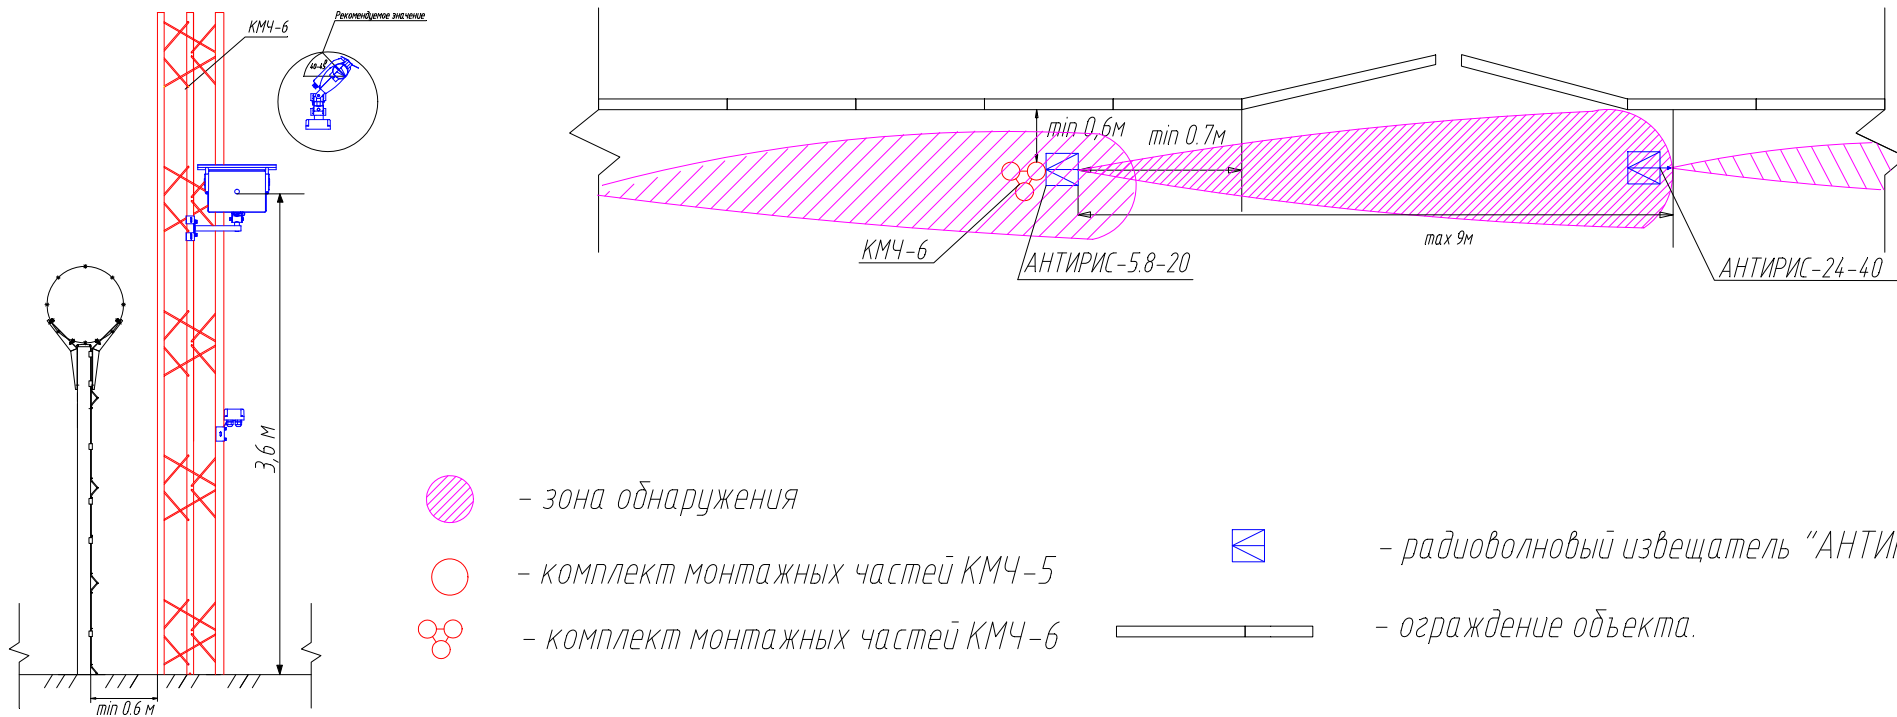 КМЧ-6
Рекомендуемое значение
40-45°
3,6 м
min 0.6 м
min 0,6м
min 0.7м
max 9м
КМЧ-6
АНТИРИС-5.8-20
АНТИРИС-24-40
- зона обнаружения
- комплект монтажных частей КМЧ-5
- комплект монтажных частей КМЧ-6
- радиоволновый извещатель "АНТИ
- ограждение объекта.